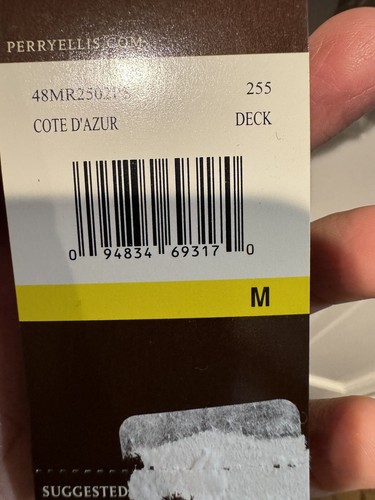 PERRYELLIS.COM
255
COTE D'AZUR DECK
0 94834 69317 0
M
SUGGESTED